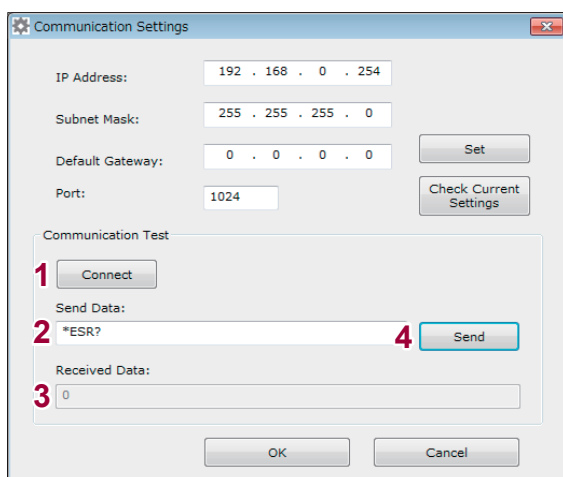 Communication Settings
IP Address: 192 . 168 . 0 . 254
Subnet Mask: 255 . 255 . 255 . 0
Default Gateway: 0 . 0 . 0 . 0
Set
Port: 1024
Check Current
Settings
Communication Test
1 Connect
Send Data:
2 *ESR? 4 Send
Received Data:
3 0
OK Cancel